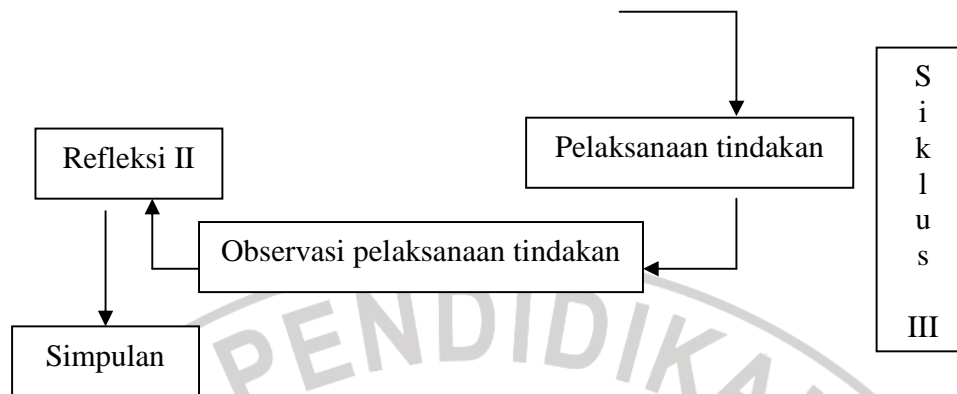 Pelaksanaan tindakan
Refleksi II
Observasi pelaksanaan tindakan
Simpulan
S
i
k
l
u
s
III
PENDIDIKA